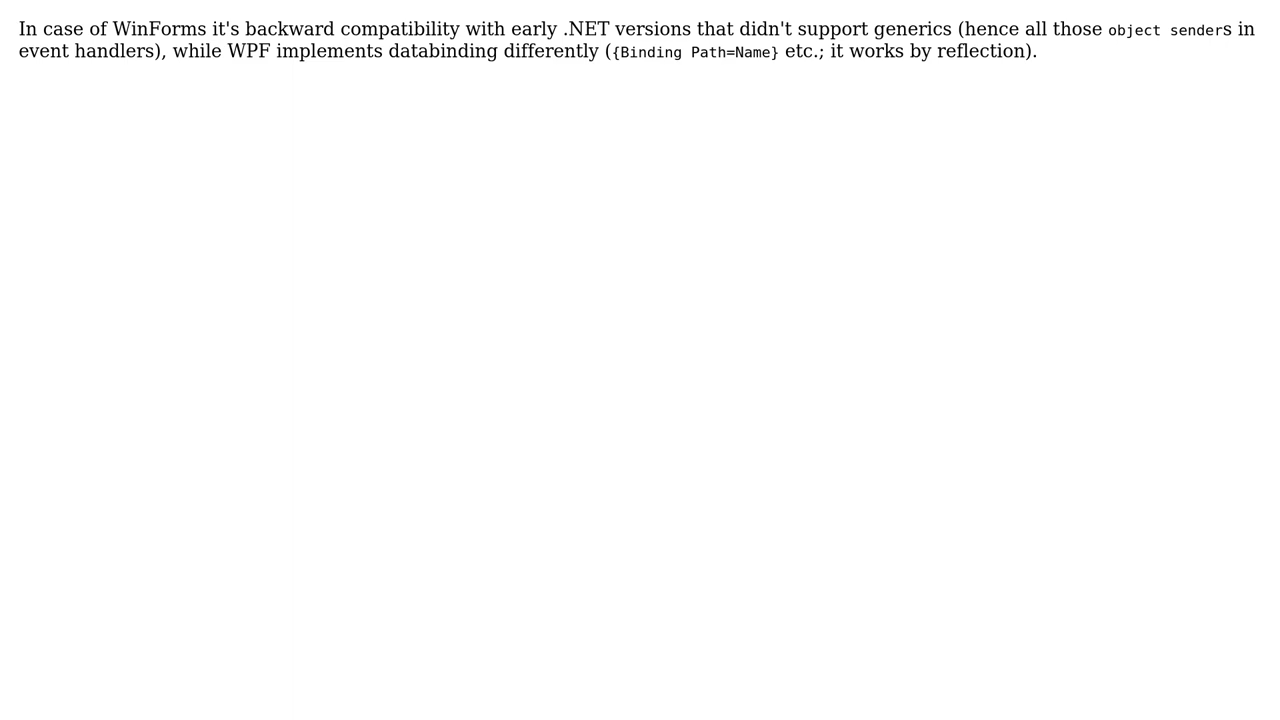 In case of WinForms it's backward compatibility with early .NET versions that didn't support generics (hence all those object senders in
event handlers), while WPF implements databinding differently ({Binding Path=Name} etc.; it works by reflection).